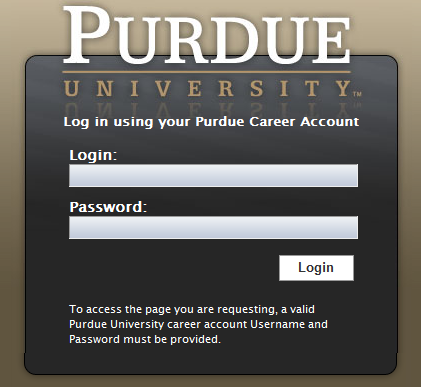 PURDUE
UNIVERSITY™
Log in using your Purdue Career Account
Login:
Password:
Login
To access the page you are requesting, a valid
Purdue University career account Username and
Password must be provided.